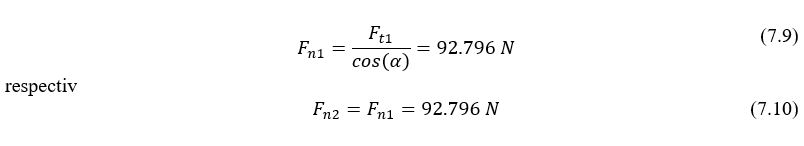 F_{n1} = \frac{F_{t1}}{cos(α)} = 92.796 N (7.9)
respectiv
F_{n2} = F_{n1} = 92.796 N (7.10)